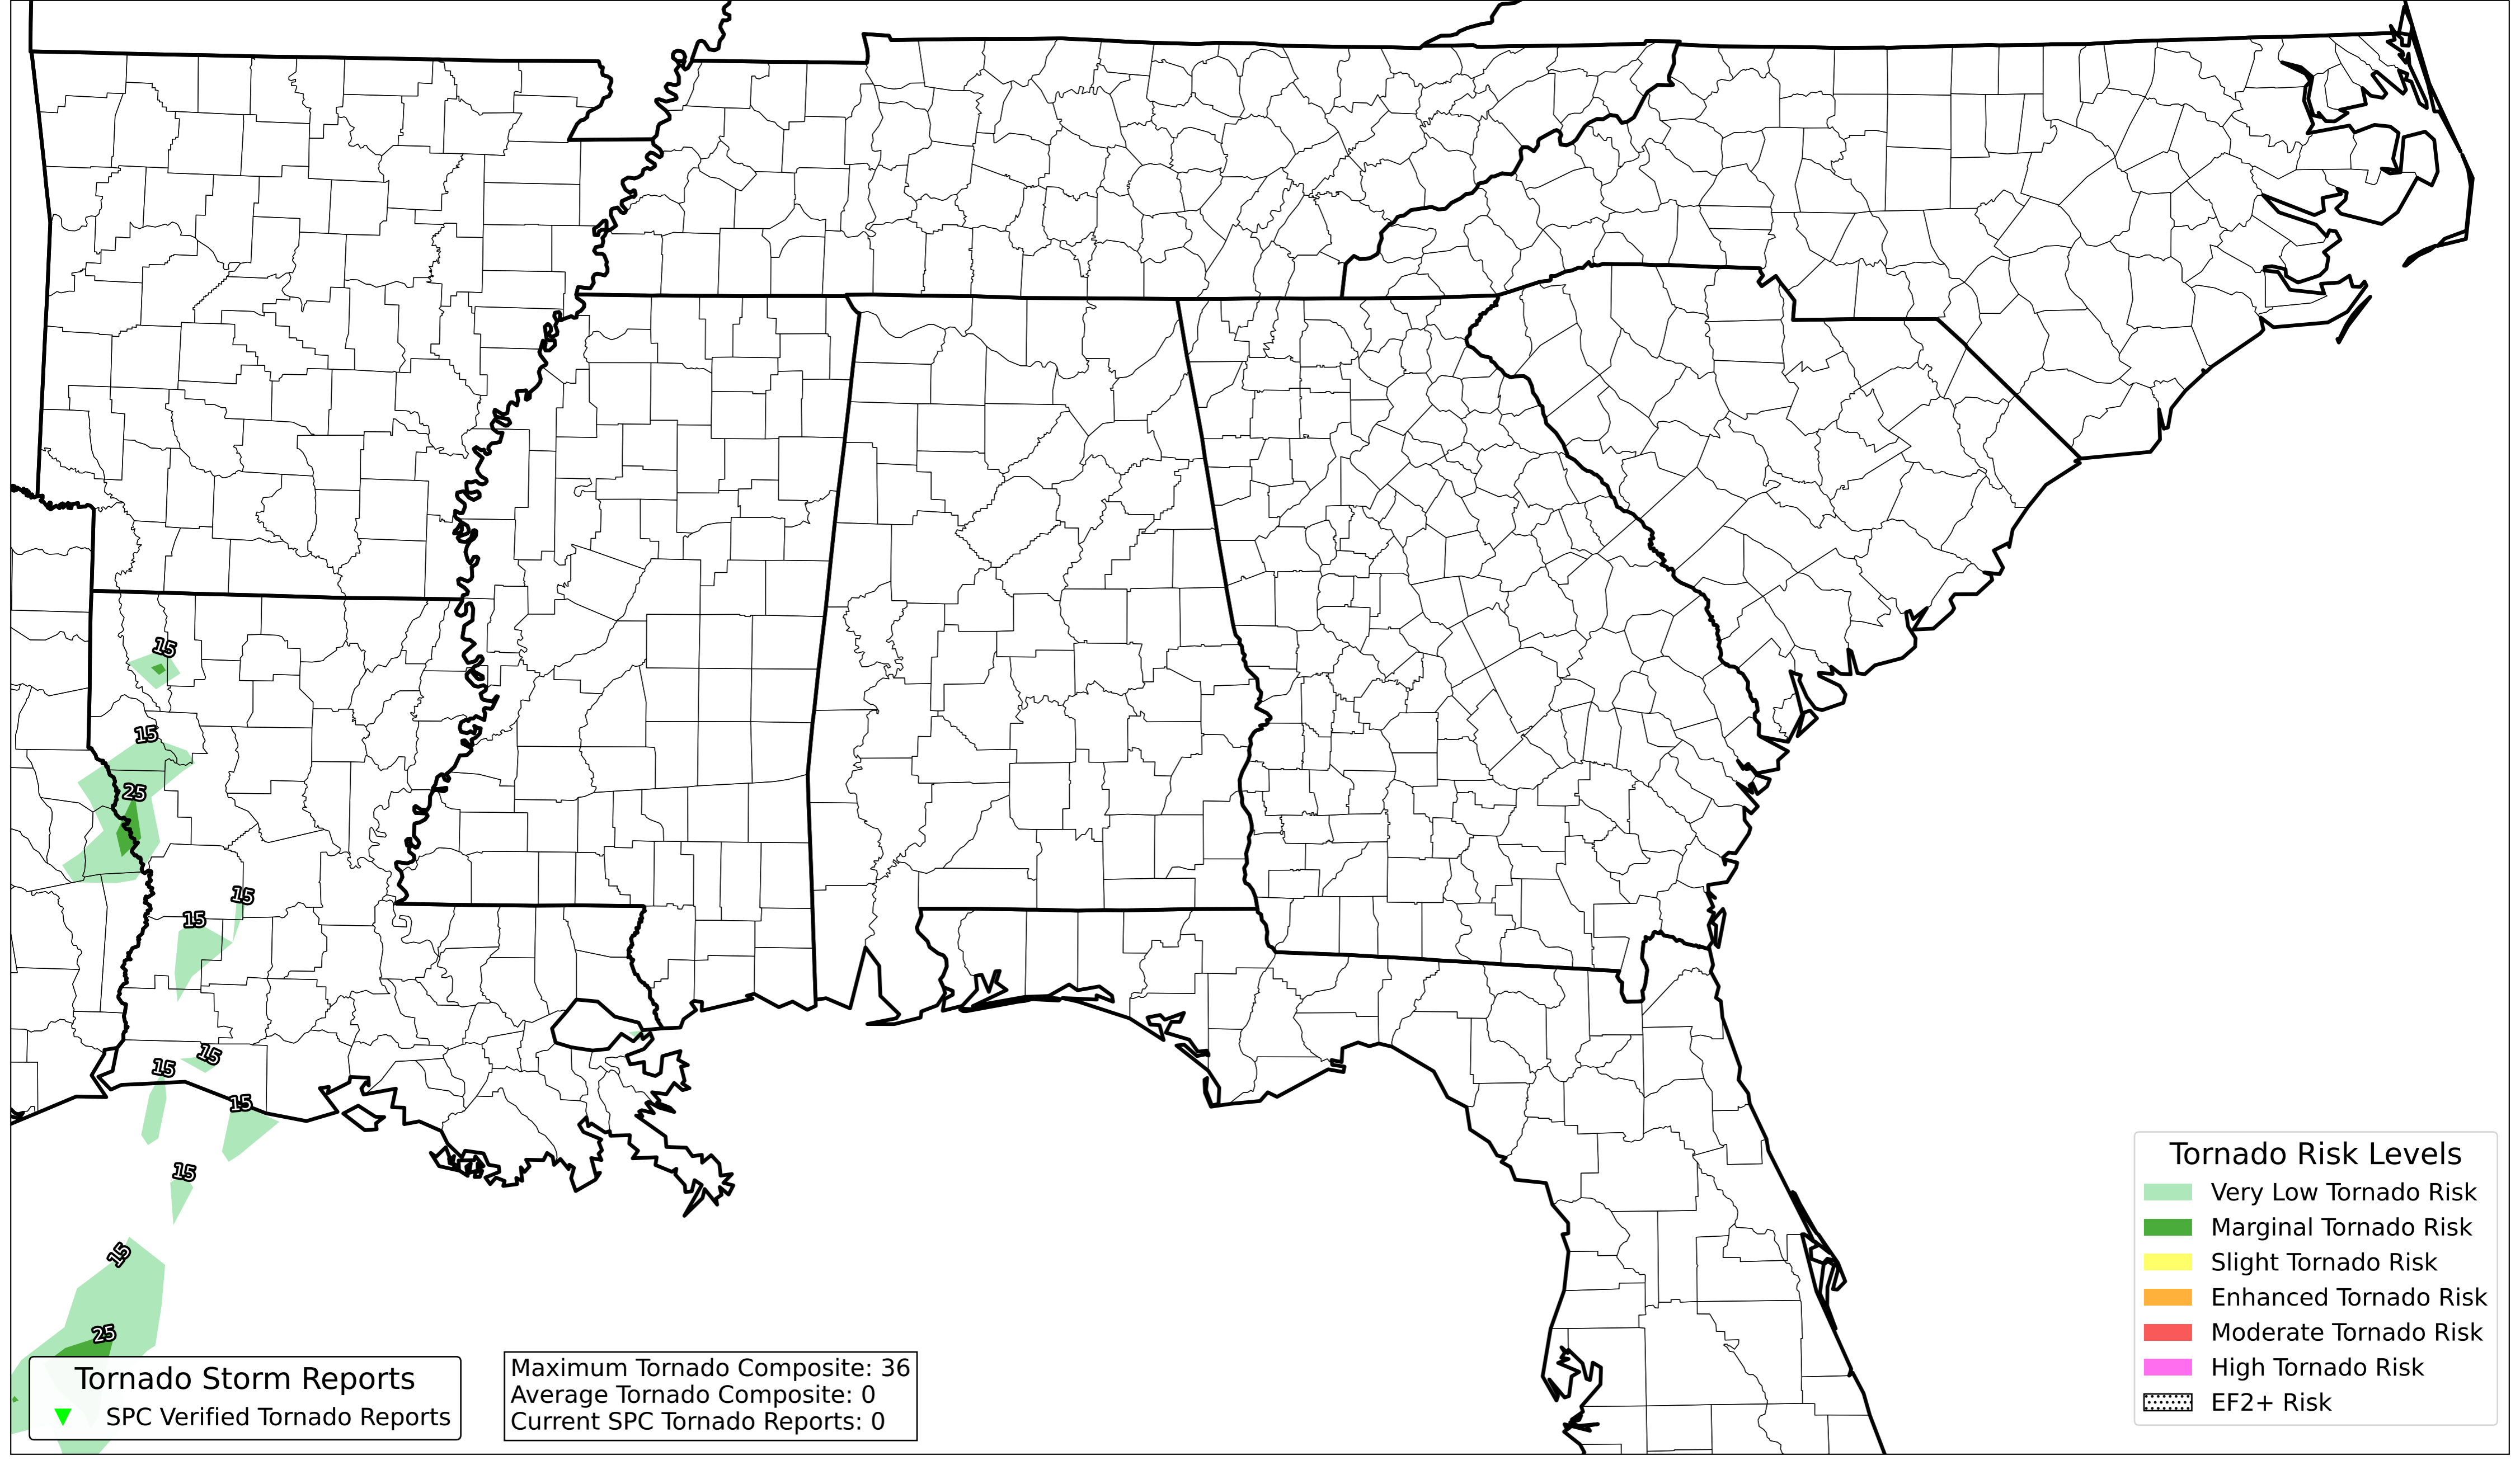 15
15
25
15
15
15
15
15
15
15
25
Tornado Storm Reports
SPC Verified Tornado Reports
Maximum Tornado Composite: 36
Average Tornado Composite: 0
Current SPC Tornado Reports: 0
Tornado Risk Levels
Very Low Tornado Risk
Marginal Tornado Risk
Slight Tornado Risk
Enhanced Tornado Risk
Moderate Tornado Risk
High Tornado Risk
EF2+ Risk